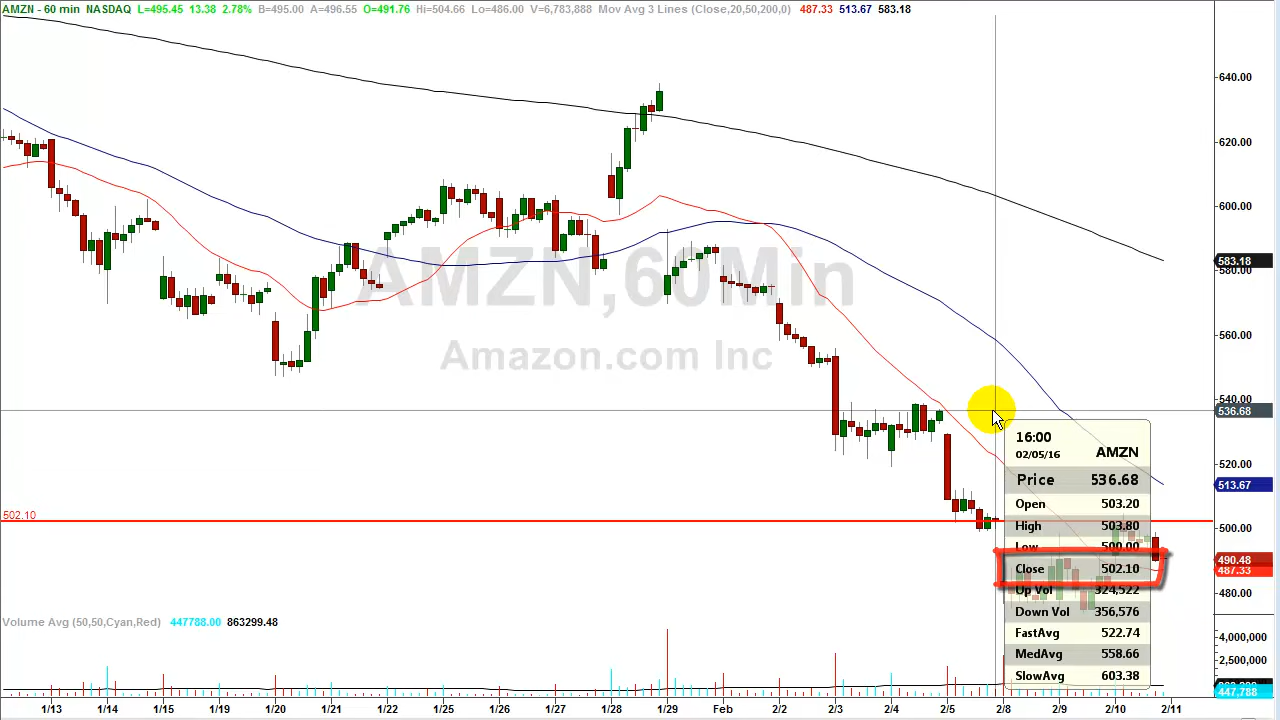 AMZN - 60 min NASDAQ L=495.45 13.38 2.78% B=495.00 A=496.55 O=491.76 Hi=504.66 Lo=486.00 V=6,783,888 Mov Avg 3 Lines (Close,20,50,200,0) 487.33 513.67 583.18
640.00
620.00
600.00
583.18
580.00
AMZN,60Min
Amazon.com Inc
560.00
540.00
536.68
16:00
02/05/16 AMZN
Price 536.68
520.00
513.67
Open 503.20
502.10
High 503.80
500.00
Low 500.00
490.48
Close 502.10
487.33
Up Vol 324,522
480.00
Down Vol 356,576
Volume Avg (50,50,Cyan,Red) 447788.00 863299.48
FastAvg 522.74
4,000,000
MedAvg 558.66
2,500,000
SlowAvg 603.38
447,788
1/13 1/14 1/15 1/19 1/20 1/21 1/22 1/25 1/26 1/27 1/28 1/29 Feb 2/2 2/3 2/4 2/5 2/8 2/9 2/10 2/11